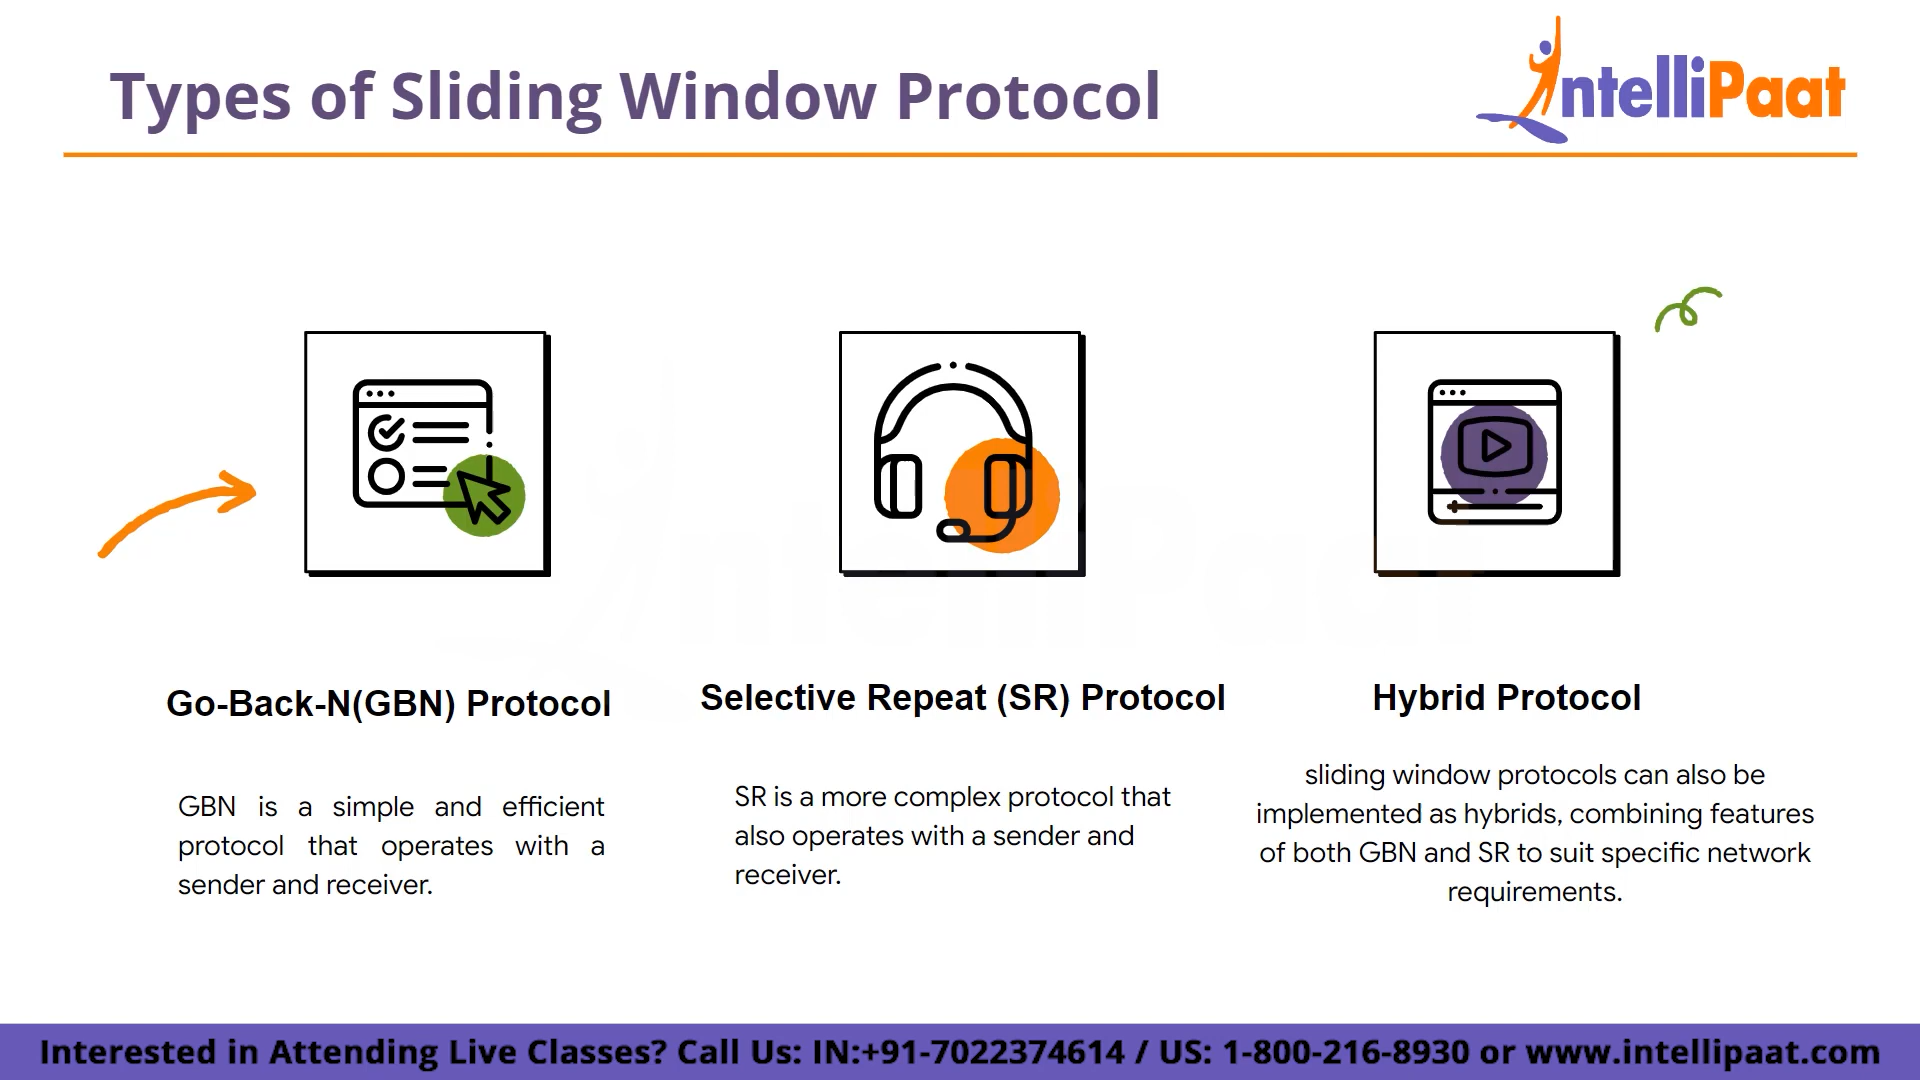 Types of Sliding Window Protocol
IntelliPaat
Go-Back-N(GBN) Protocol
GBN is a simple and efficient
protocol that operates with a
sender and receiver.
Selective Repeat (SR) Protocol
SR is a more complex protocol that
also operates with a sender and
receiver.
Hybrid Protocol
sliding window protocols can also be
implemented as hybrids, combining features
of both GBN and SR to suit specific network
requirements.
Interested in Attending Live Classes? Call Us: IN:+91-7022374614 / US: 1-800-216-8930 or www.intellipaat.com